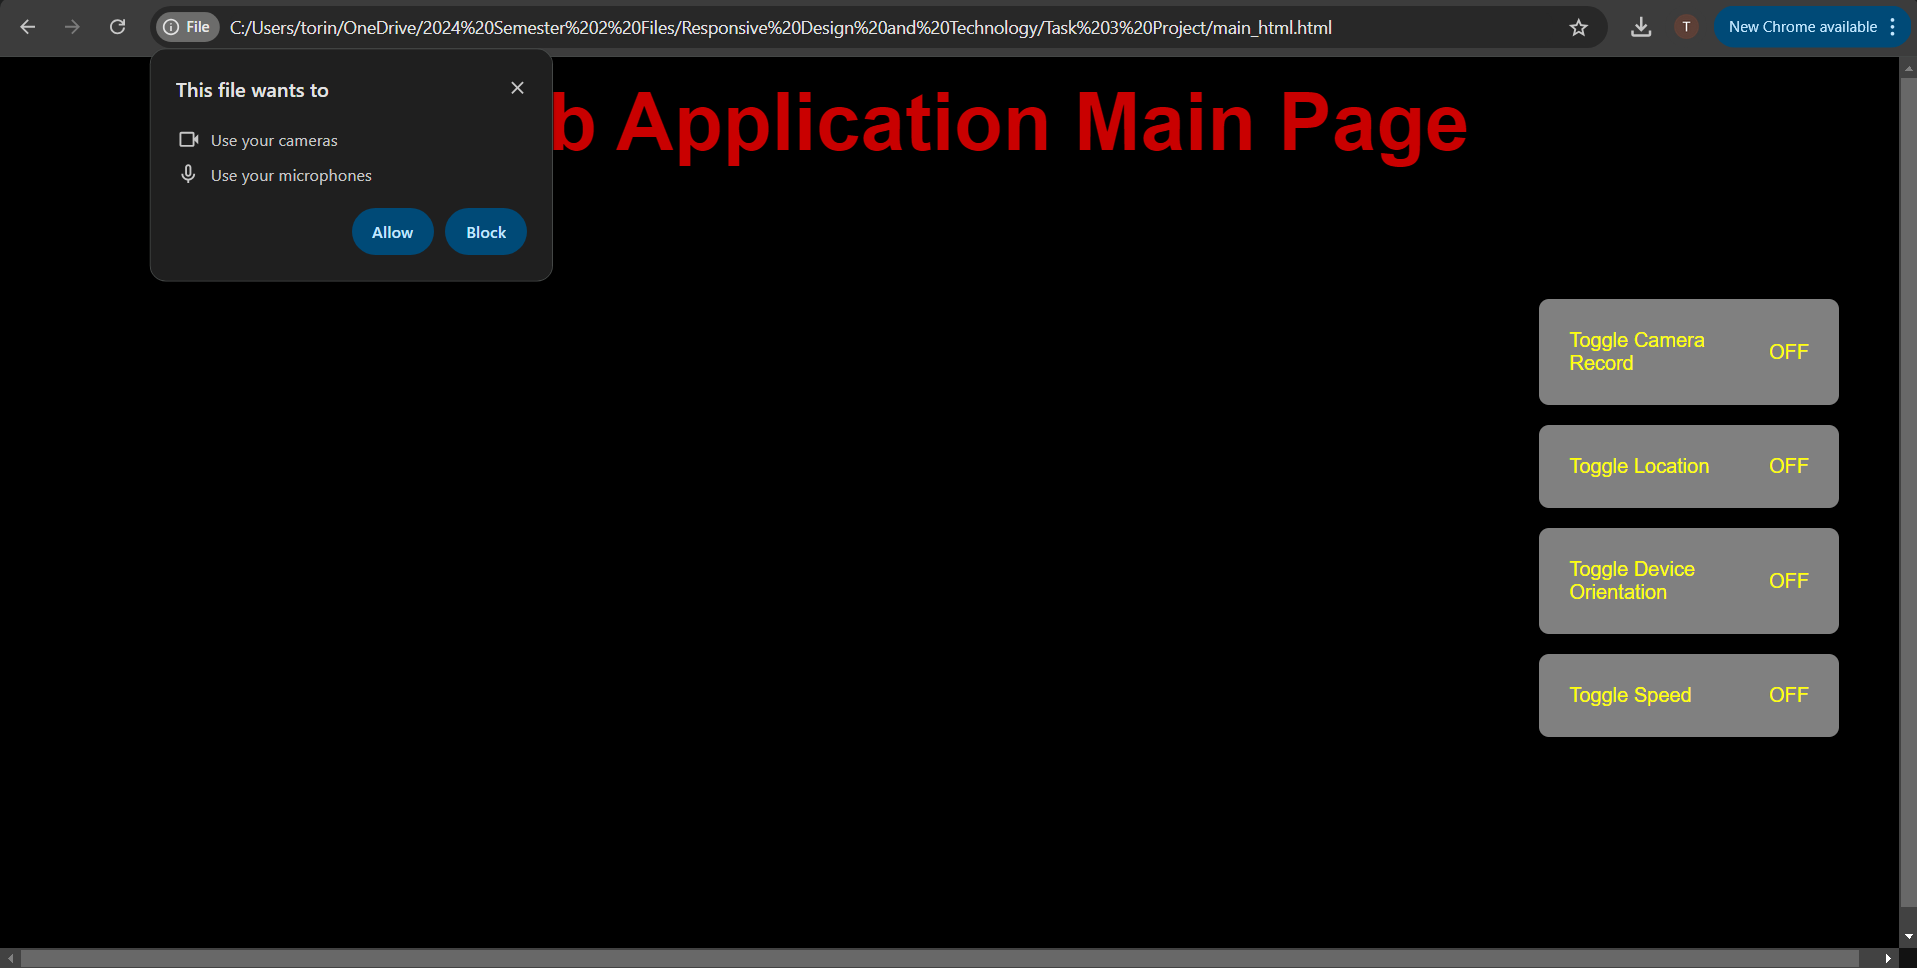 File C:/Users/torin/OneDrive/2024%20Semester%202%20Files/Responsive%20Design%20and%20Technology/Task%203%20Project/main_html.html T New Chrome available
This file wants to
Use your cameras
Use your microphones
Allow Block
b Application Main Page
Toggle Camera
Record OFF
Toggle Location OFF
Toggle Device
Orientation OFF
Toggle Speed OFF